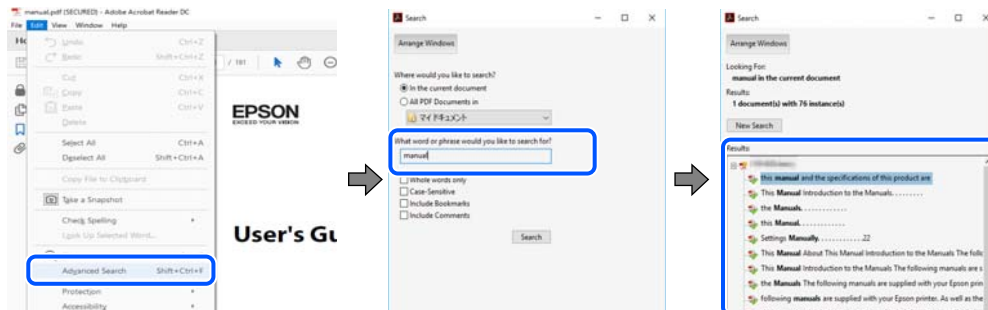 manual.pdf (SECURED) - Adobe Acrobat Reader DC
File Edit View Window Help
Undo Ctrl+Z
Redo Shift+Ctrl+Z
Cut Ctrl+X
Copy Ctrl+C
Paste Ctrl+V
Delete
Select All Ctrl+A
Deselect All Shift+Ctrl+A
Copy File to Clipboard
Take a Snapshot
Check Spelling
Look Up Selected Word...
Advanced Search Shift+Ctrl+F
Protection
Accessibility
/ 191
EPSON
EXCEED YOUR VISION
User's Gu
Search
Arrange Windows
Where would you like to search?
In the current document
All PDF Documents in
マイ ドキュメント
What word or phrase would you like to search for?
manual
Whole words only
Case-Sensitive
Include Bookmarks
Include Comments
Search
Search
Arrange Windows
Looking For:
manual in the current document
Results:
1 document(s) with 76 instance(s)
New Search
Results:
this manual and the specifications of this product are
This Manual Introduction to the Manuals. . . . . . . . .
the Manuals. . . . . . . . . . . . .
this Manual. . . . . . . . . . . . .
Settings Manually. . . . . . . . . . . . .22
This Manual About This Manual Introduction to the Manuals The follo
This Manual Introduction to the Manuals The following manuals are s
the Manuals The following manuals are supplied with your Epson prin
following manuals are supplied with your Epson printer. As well as the